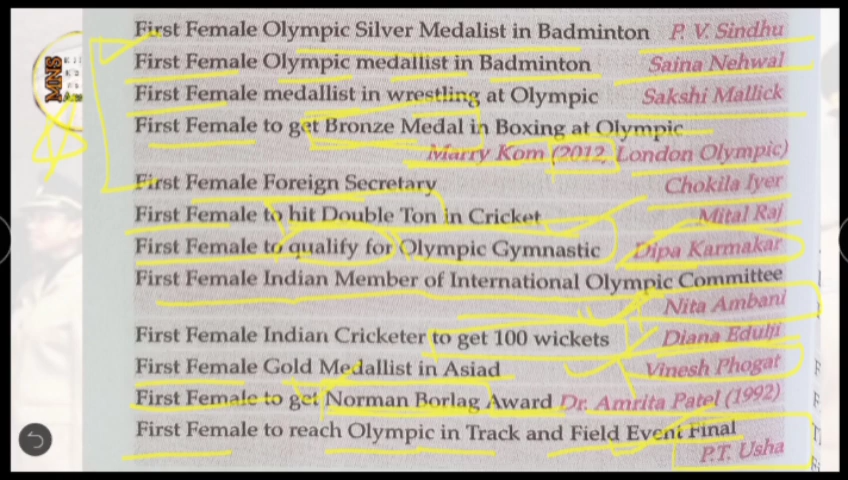 First Female Olympic Silver Medalist in Badminton P. V. Sindhu
First Female Olympic medallist in Badminton Saina Nehwal
First Female medallist in wrestling at Olympic Sakshi Mallick
First Female to get Bronze Medal in Boxing at Olympic
Marry Kom (2012, London Olympic)
First Female Foreign Secretary Chokila Iyer
First Female to hit Double Ton in Cricket Mital Raj
First Female to qualify for Olympic Gymnastic Dipa Karmakar
First Female Indian Member of International Olympic Committee
Nita Ambani
First Female Indian Cricketer to get 100 wickets Diana Edulji
First Female Gold Medallist in Asiad Vinesh Phogat
First Female to get Norman Borlag Award Dr. Amrita Patel (1992)
First Female to reach Olympic in Track and Field Event Final
P.T. Usha
MNS